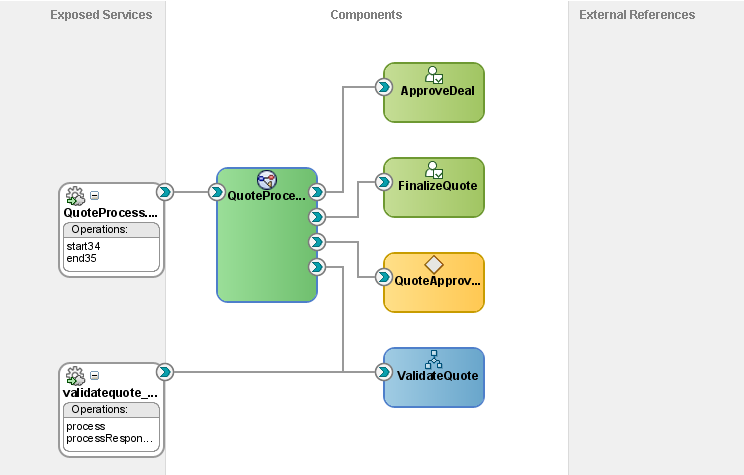 Exposed Services
Components
External References
ApproveDeal
FinalizeQuote
QuoteProcess....
Operations:
start34
end35
QuoteProce...
QuoteApprov...
ValidateQuote
validatequote_...
Operations:
process
processRespon...